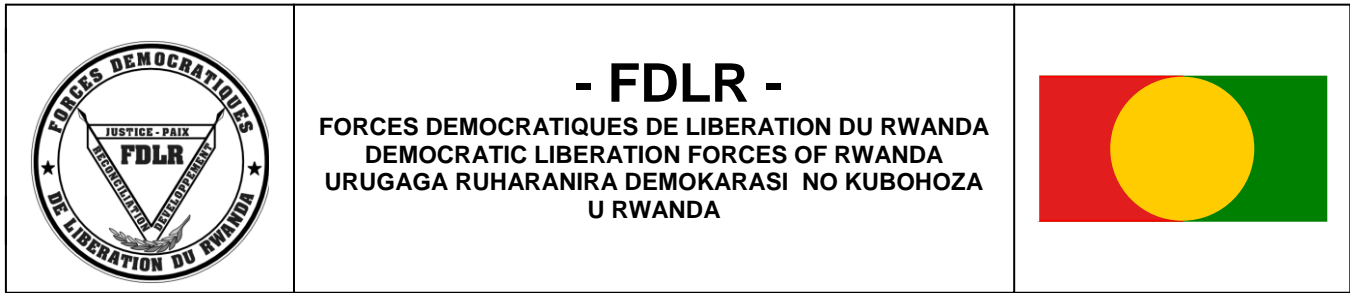 FORCES DEMOCRATIQUES
DE LIBERATION DU RWANDA
JUSTICE - PAIX
FDLR
RECONCILIATION
DEVELOPPEMENT
- FDLR -
FORCES DEMOCRATIQUES DE LIBERATION DU RWANDA
DEMOCRATIC LIBERATION FORCES OF RWANDA
URUGAGA RUHARANIRA DEMOKARASI NO KUBOHOZA
U RWANDA